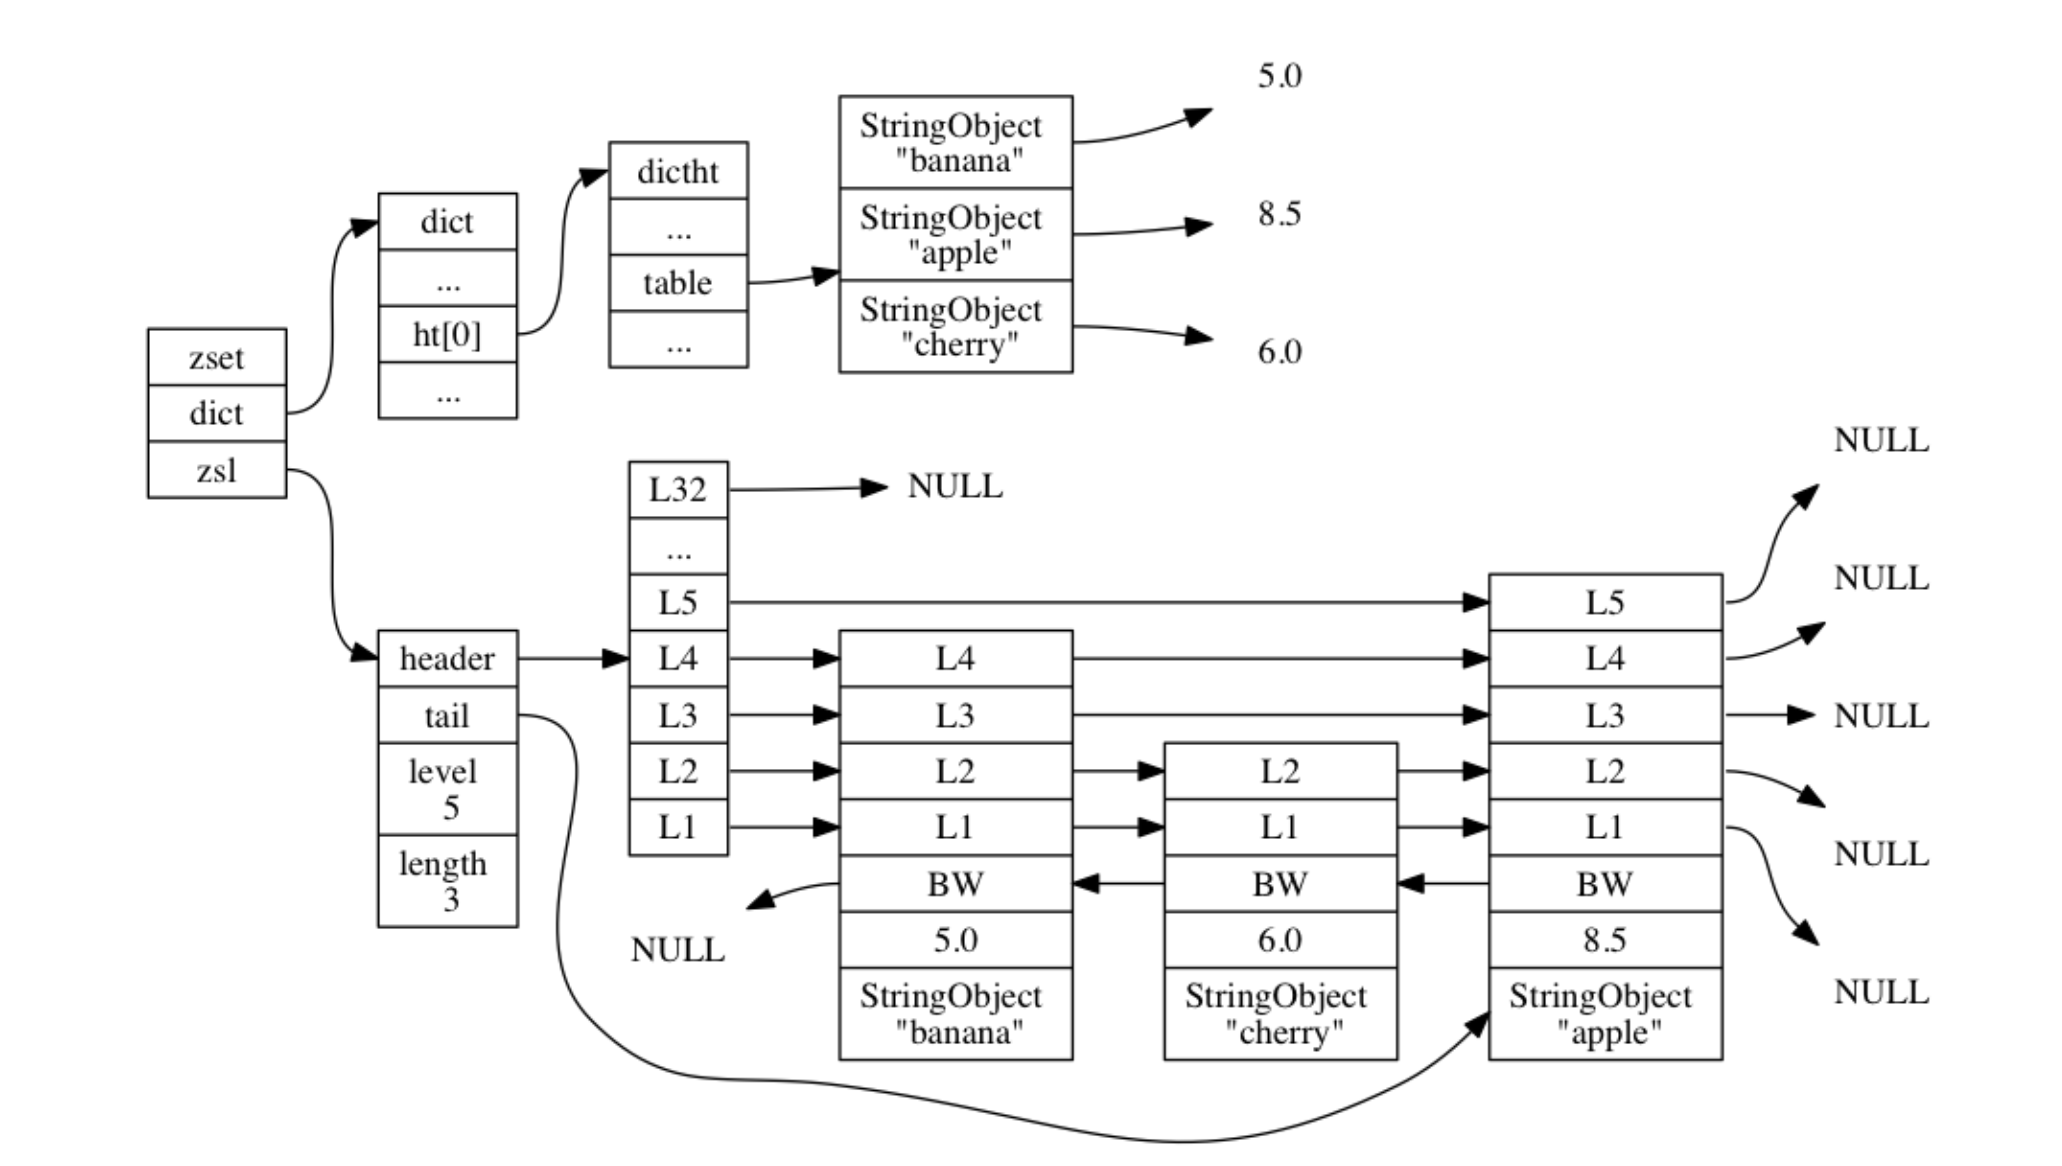 zset
dict
zsl
dict
...
ht[0]
...
dictht
...
table
...
StringObject
"banana"
StringObject
"apple"
StringObject
"cherry"
5.0
8.5
6.0
header
tail
level
5
length
3
L32
...
L5
L4
L3
L2
L1
NULL
NULL
L4
L3
L2
L1
BW
5.0
StringObject
"banana"
L2
L1
BW
6.0
StringObject
"cherry"
L5
L4
L3
L2
L1
BW
8.5
StringObject
"apple"
NULL
NULL
NULL
NULL
NULL